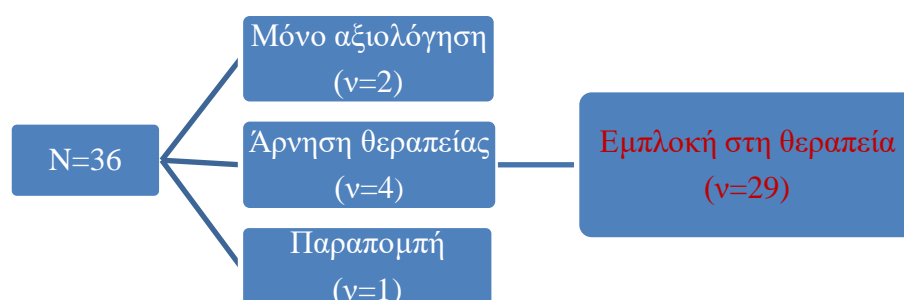 Μόνο αξιολόγηση
(ν=2)
N=36
Άρνηση θεραπείας
(ν=4)
Εμπλοκή στη θεραπεία
(ν=29)
Παραπομπή
(ν=1)